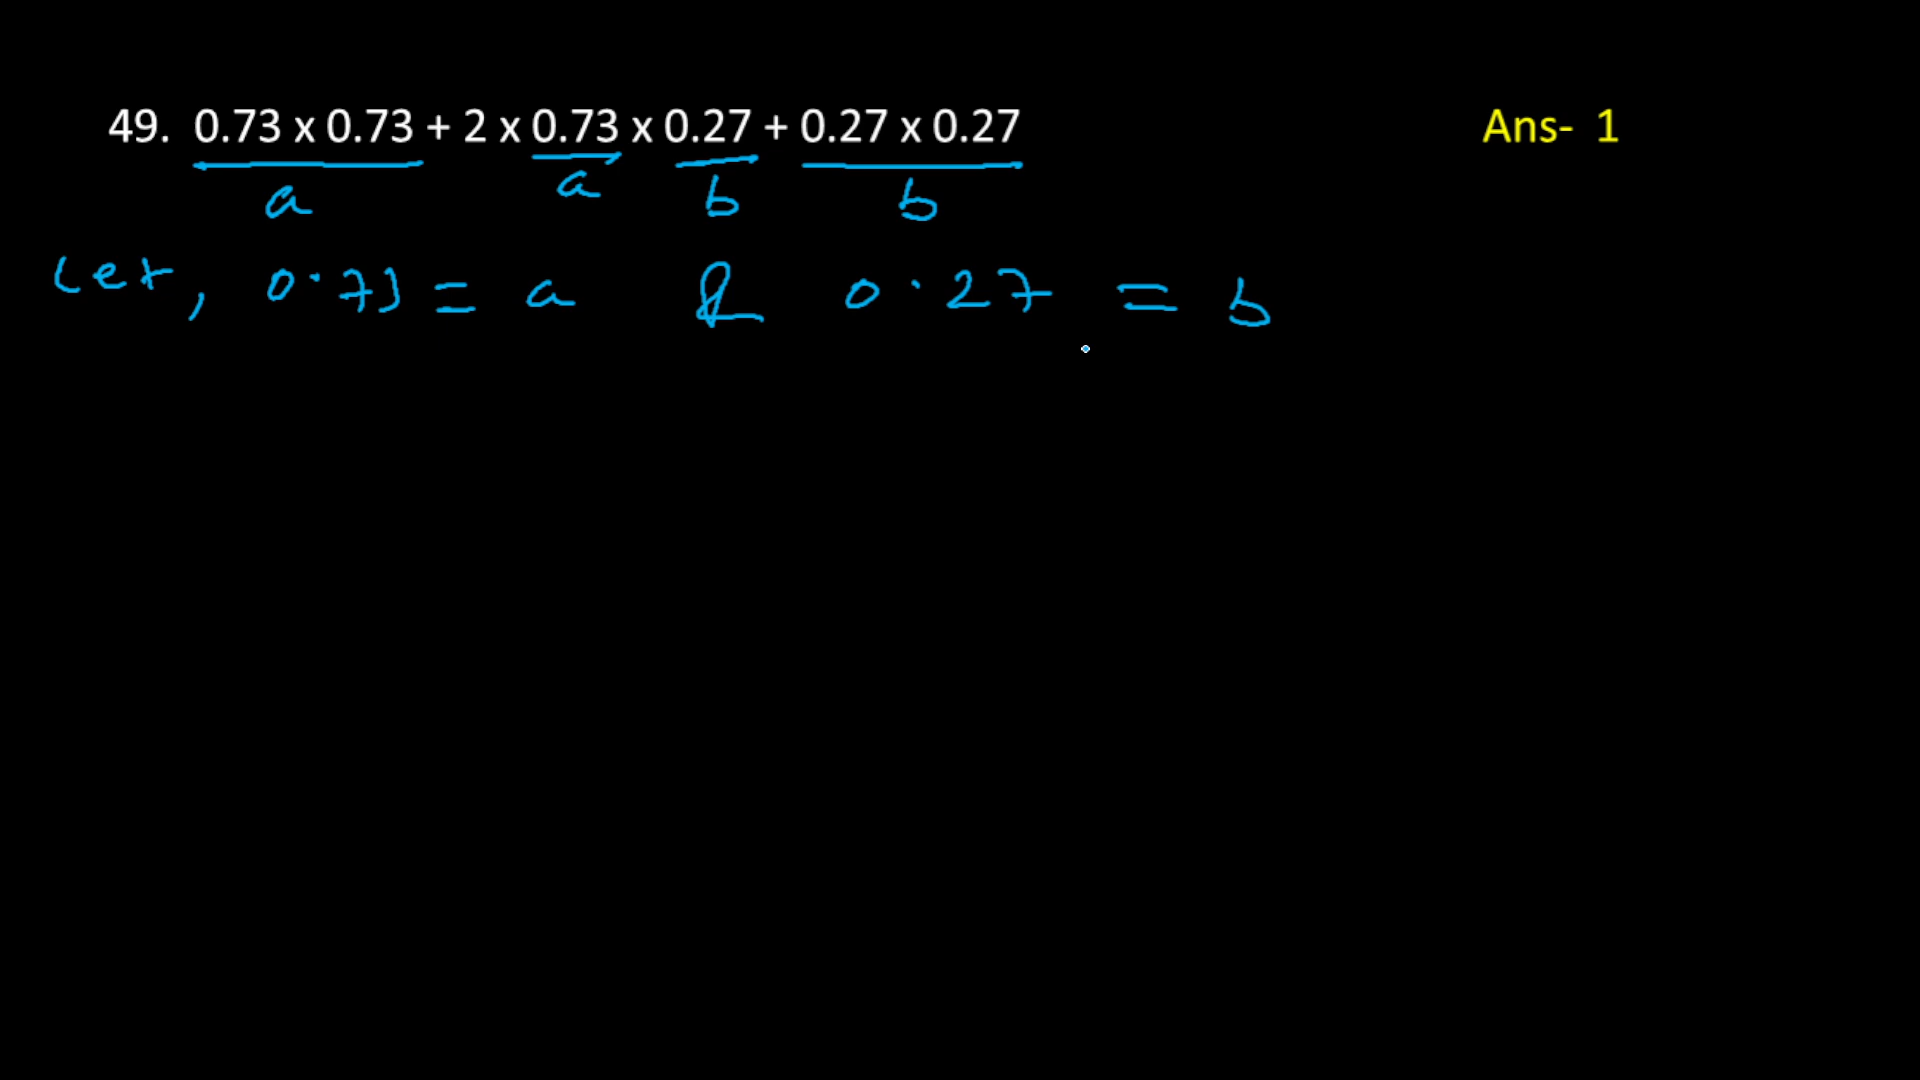 49. 0.73 x 0.73 + 2 x 0.73 x 0.27 + 0.27 x 0.27 Ans- 1
a a b b
Let, 0.73 = a & 0.27 = b